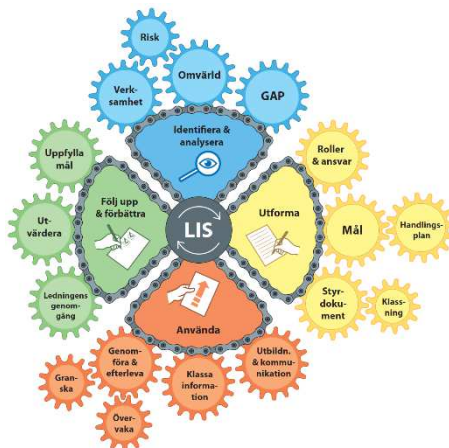 Risk
Verk-
samhet
Omvärld
GAP
Identifiera &
analysera
Uppfylla
mål
Ut-
värdera
Ledningens
genom-
gång
Följ upp
& förbättra
LIS
Utforma
Roller
& ansvar
Mål
Handlings-
plan
Styr-
doku-
ment
Klass-
ning
Använda
Gran-
ska
Genom-
föra &
efterleva
Över-
vaka
Klassa
informa-
tion
Utbildn.
& kommu-
nikation